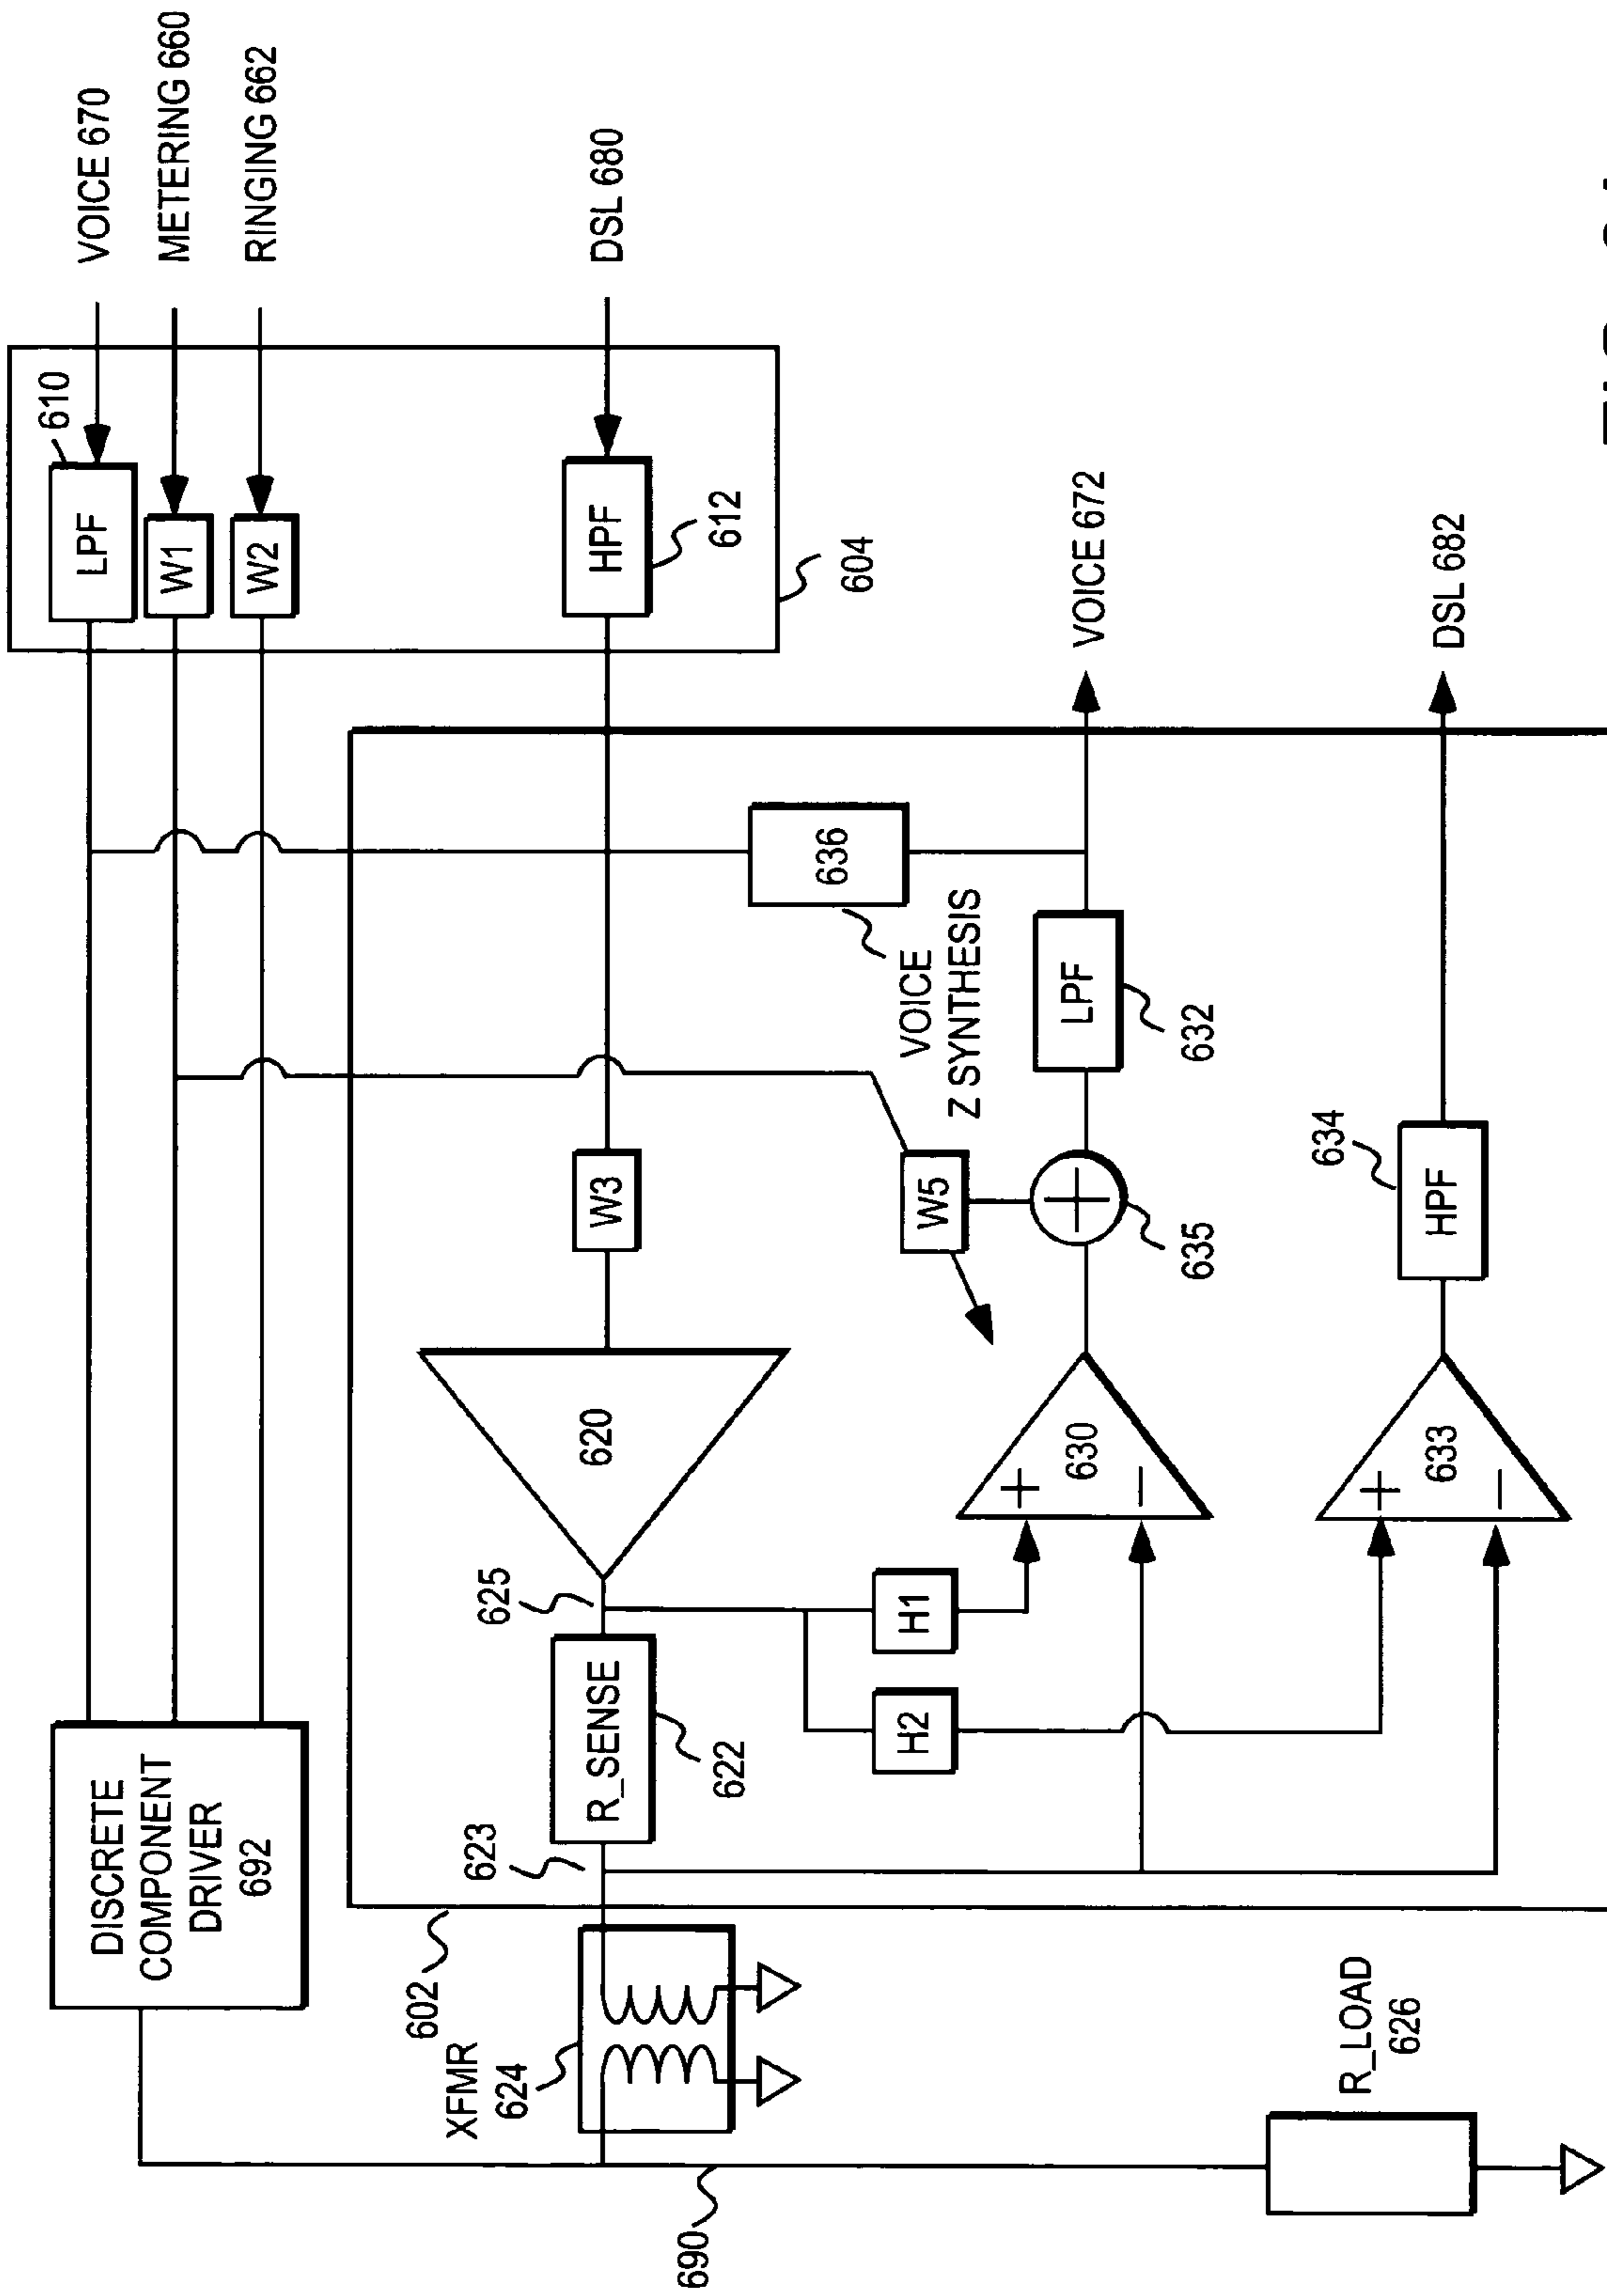 VOICE 670
METERING 660
RINGING 662
DSL 680
610
LPF
W1
W2
HPF
612
604
DISCRETE
COMPONENT
DRIVER
692
636
VOICE
Z SYNTHESIS
W3
W5
620
625
R_SENSE
622
623
602
XFMR
624
690
R_LOAD
626
H1
H2
+
630
−
635
LPF
632
VOICE 672
+
633
−
HPF
634
DSL 682